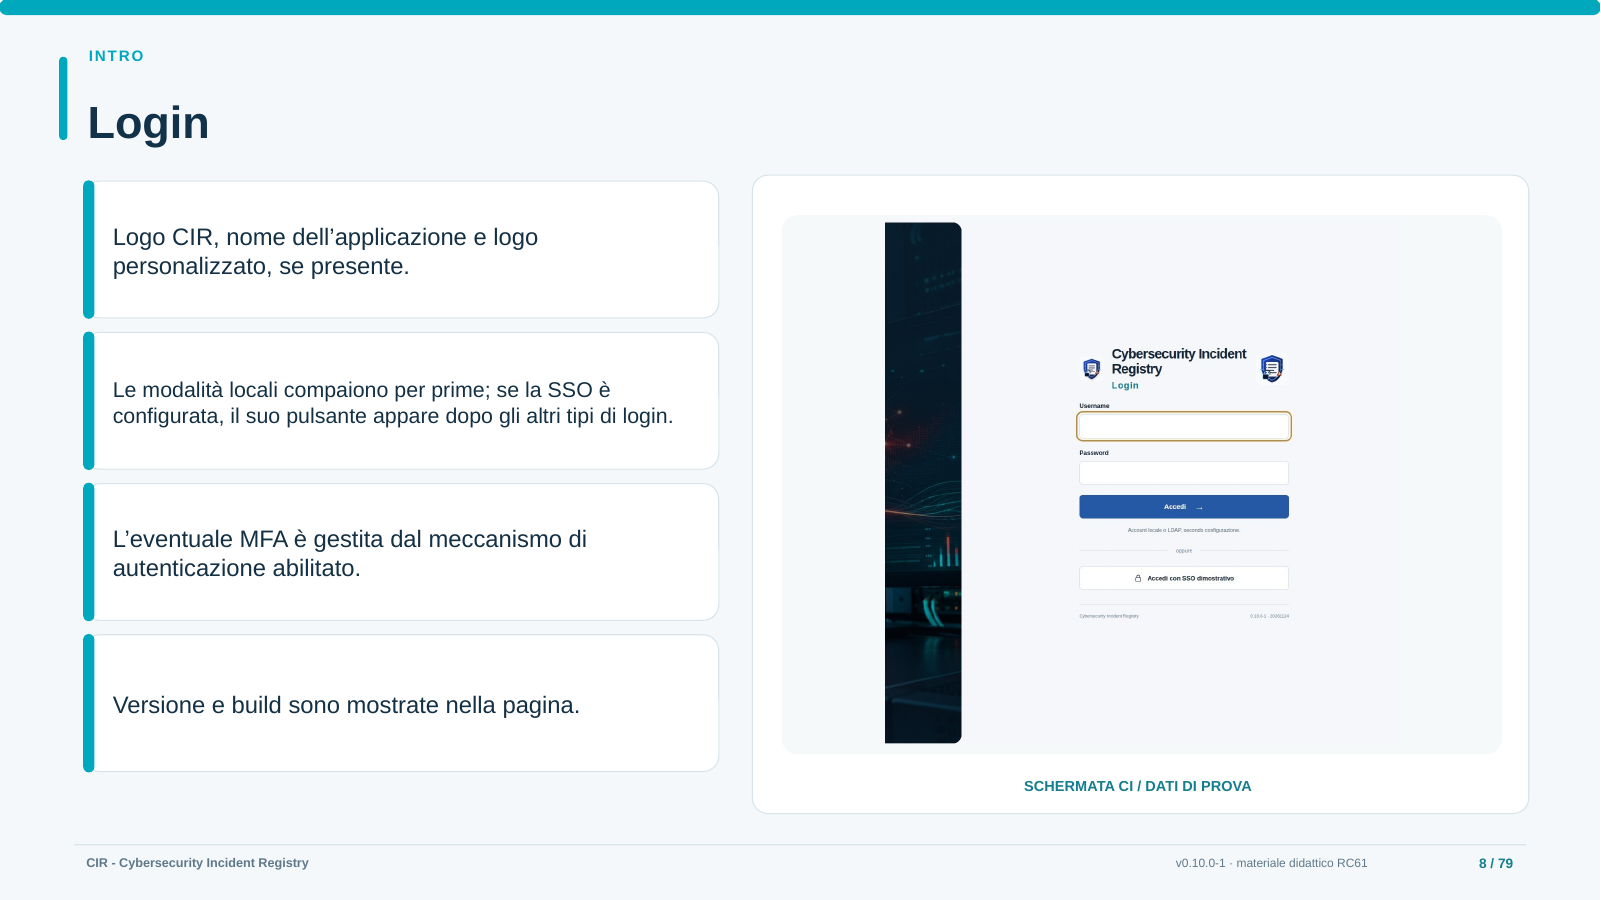 INTRO
Login
Logo CIR, nome dell’applicazione e logo
personalizzato, se presente.
Le modalità locali compaiono per prime; se la SSO è
configurata, il suo pulsante appare dopo gli altri tipi di login.
L’eventuale MFA è gestita dal meccanismo di
autenticazione abilitato.
Versione e build sono mostrate nella pagina.
Cybersecurity Incident
Registry
Login
Username
Password
Accedi →
Account locale o LDAP, secondo configurazione.
oppure
Accedi con SSO dimostrativo
Cybersecurity Incident Registry
SCHERMATA CI / DATI DI PROVA
CIR - Cybersecurity Incident Registry
v0.10.0-1 · materiale didattico RC61
8 / 79